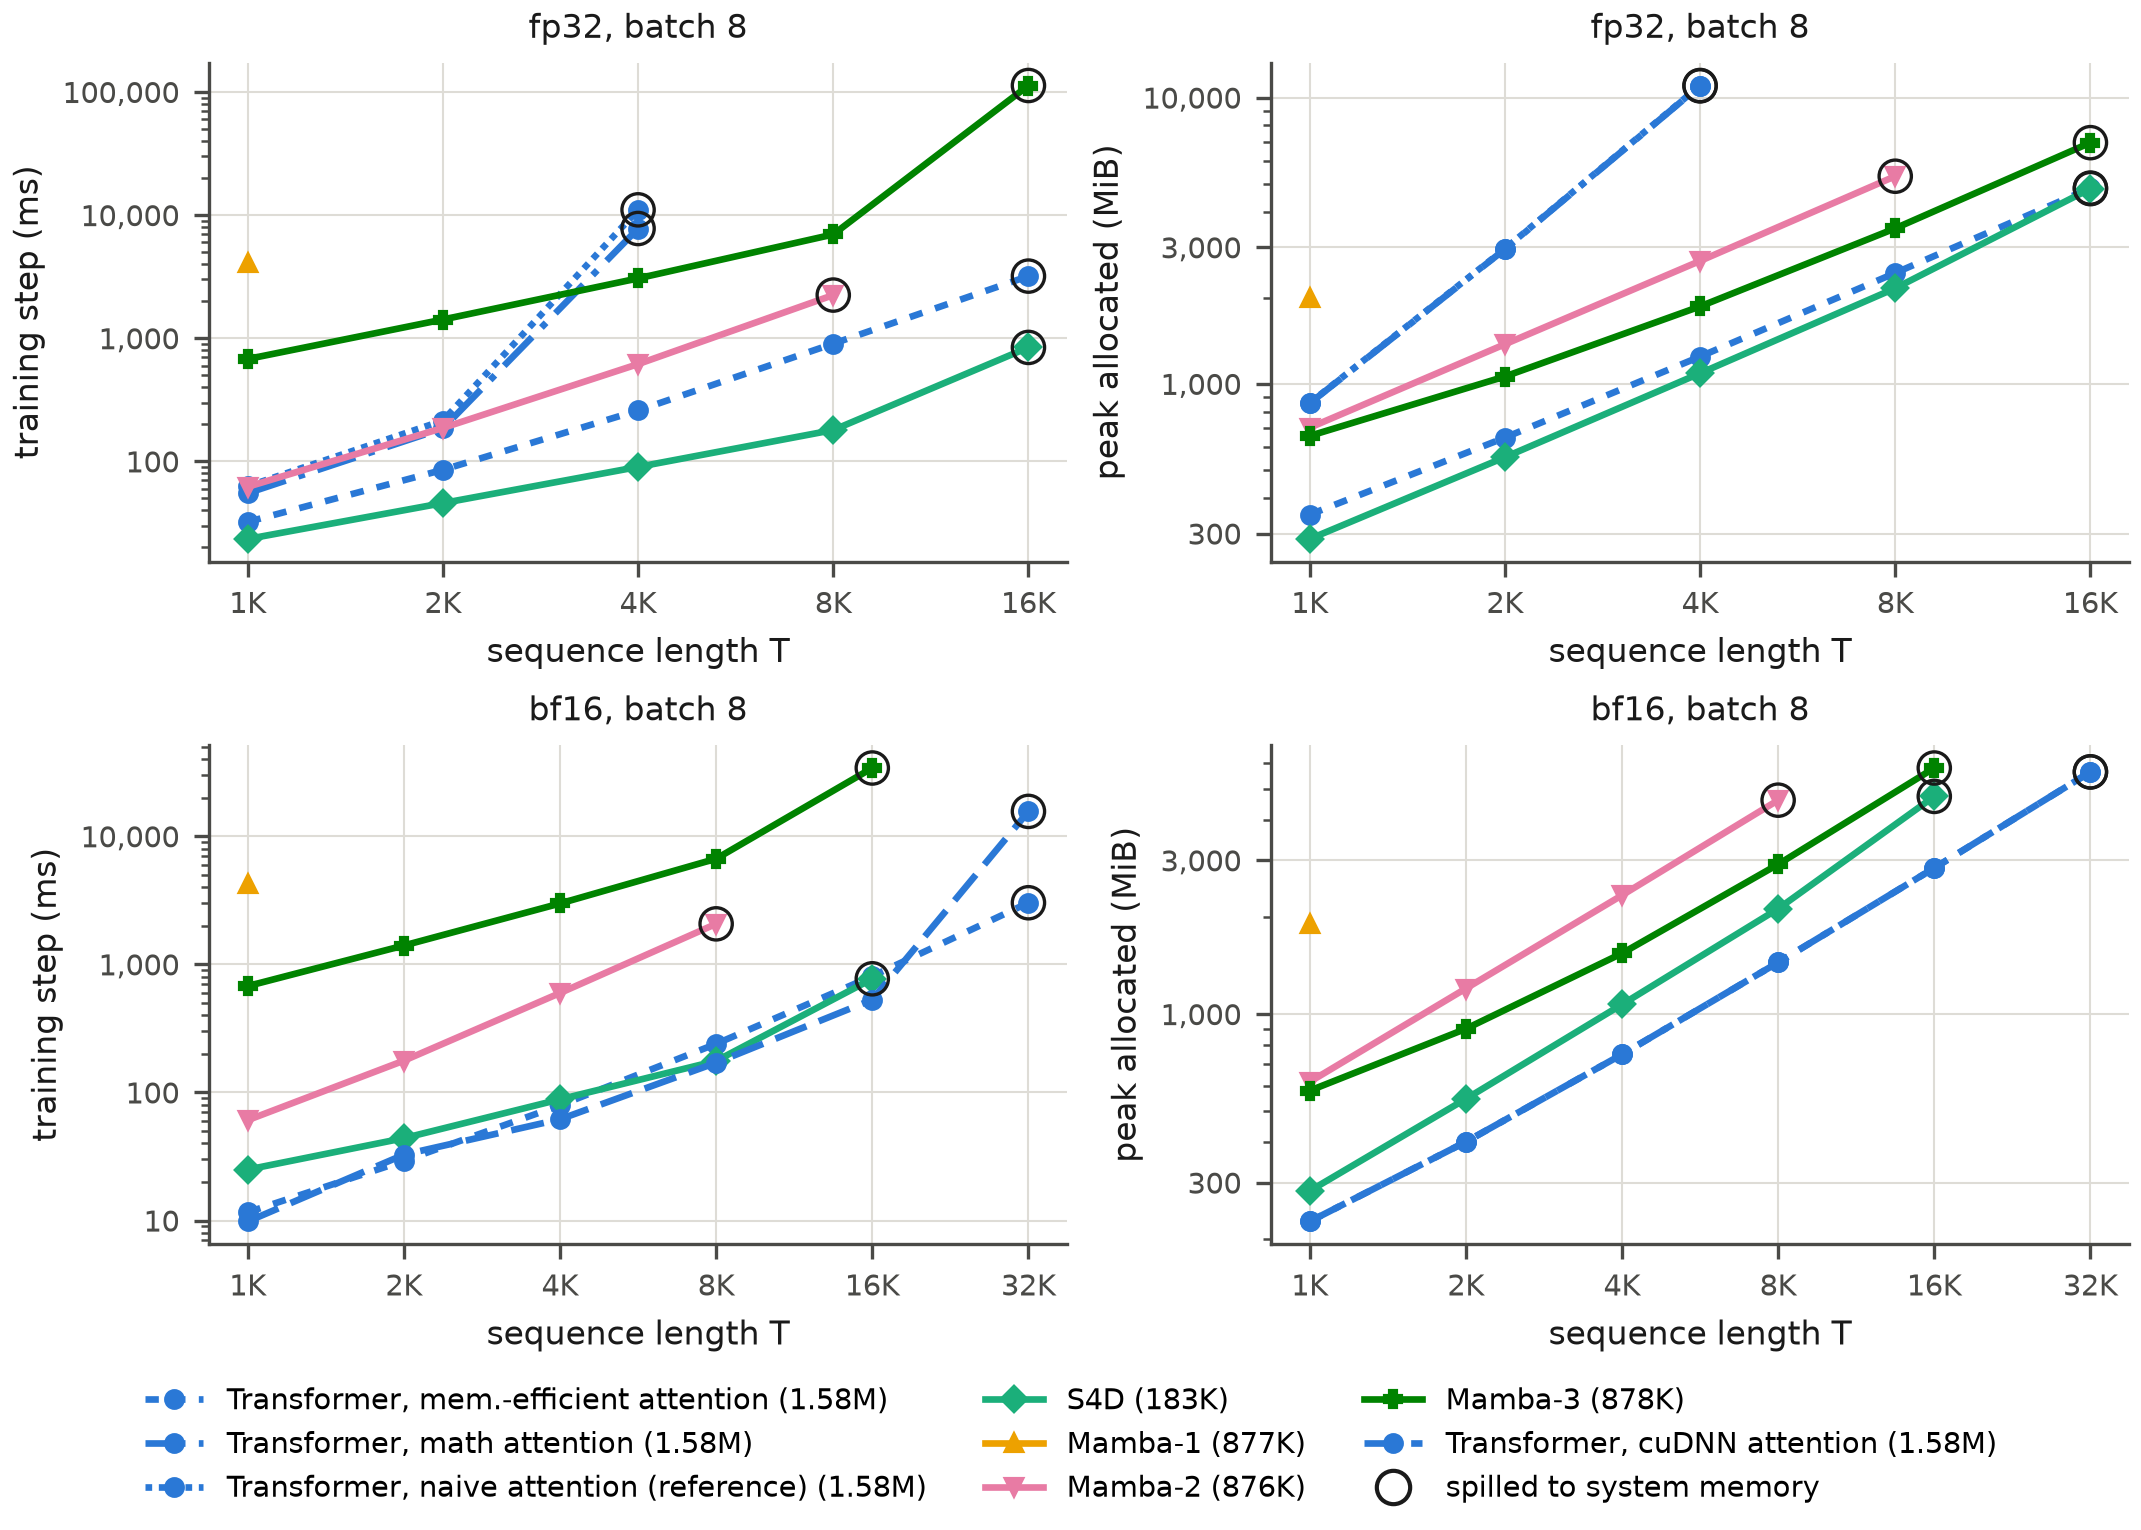 fp32, batch 8
training step (ms)
100,000
10,000
1,000
100
1K 2K 4K 8K 16K
sequence length T
fp32, batch 8
peak allocated (MiB)
10,000
3,000
1,000
300
1K 2K 4K 8K 16K
sequence length T
bf16, batch 8
training step (ms)
10,000
1,000
100
10
1K 2K 4K 8K 16K 32K
sequence length T
bf16, batch 8
peak allocated (MiB)
3,000
1,000
300
1K 2K 4K 8K 16K 32K
sequence length T
Transformer, mem.-efficient attention (1.58M)
Transformer, math attention (1.58M)
Transformer, naive attention (reference) (1.58M)
S4D (183K)
Mamba-1 (877K)
Mamba-2 (876K)
Mamba-3 (878K)
Transformer, cuDNN attention (1.58M)
spilled to system memory